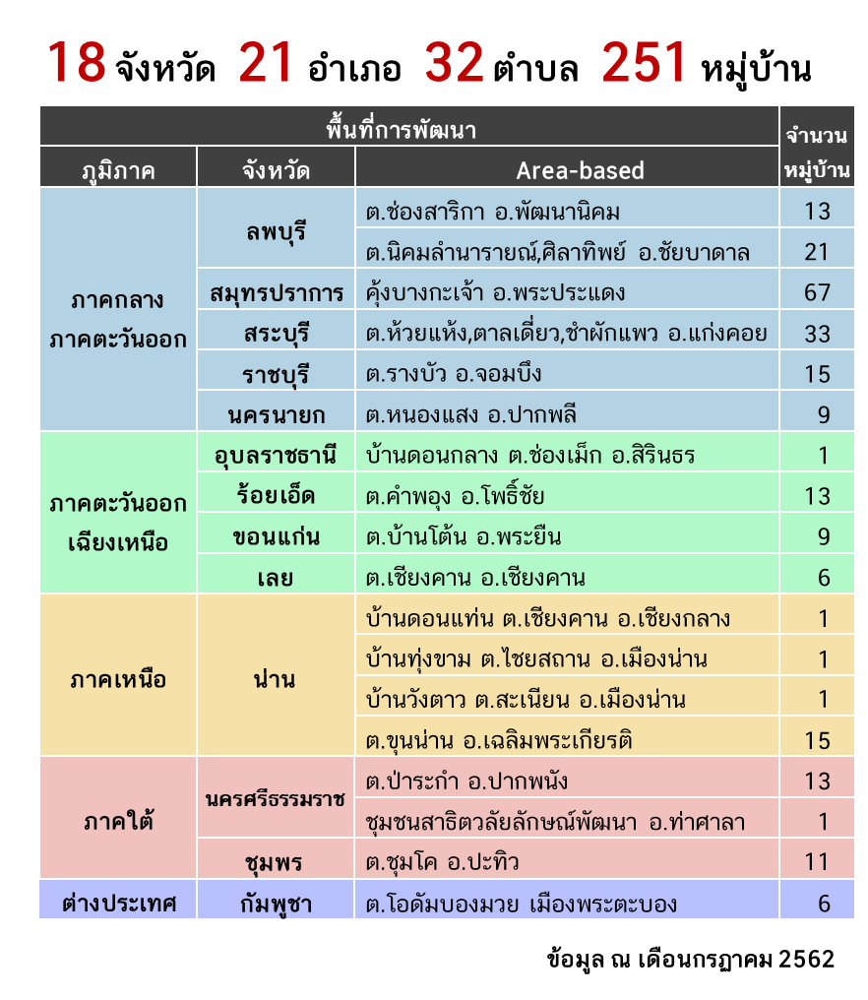 18 จังหวัด 21 อำเภอ 32 ตำบล 251 หมู่บ้าน
พื้นที่การพัฒนา จำนวน
ภูมิภาค จังหวัด Area-based หมู่บ้าน
ภาคกลาง
ภาคตะวันออก
ลพบุรี
ต.ช่องสาริกา อ.พัฒนานิคม 13
ต.นิคมลำนารายณ์,ศิลาทิพย์ อ.ชัยบาดาล 21
สมุทรปราการ คุ้งบางกะเจ้า อ.พระประแดง 67
สระบุรี ต.ห้วยแห้ง,ตาลเดี่ยว,ชำผักแพว อ.แก่งคอย 33
ราชบุรี ต.รางบัว อ.จอมบึง 15
นครนายก ต.หนองแสง อ.ปากพลี 9
ภาคตะวันออก
เฉียงเหนือ
อุบลราชธานี บ้านดอนกลาง ต.ช่องเม็ก อ.สิรินธร 1
ร้อยเอ็ด ต.คำพอุง อ.โพธิ์ชัย 13
ขอนแก่น ต.บ้านโต้น อ.พระยืน 9
เลย ต.เชียงคาน อ.เชียงคาน 6
ภาคเหนือ
น่าน
บ้านดอนแท่น ต.เชียงคาน อ.เชียงกลาง 1
บ้านทุ่งขาม ต.ไชยสถาน อ.เมืองน่าน 1
บ้านวังตาว ต.สะเนียน อ.เมืองน่าน 1
ต.ขุนน่าน อ.เฉลิมพระเกียรติ 15
ภาคใต้
นครศรีธรรมราช
ต.ป่าระกำ อ.ปากพนัง 13
ชุมชนสาธิตวลัยลักษณ์พัฒนา อ.ท่าศาลา 1
ชุมพร ต.ชุมโค อ.ปะทิว 11
ต่างประเทศ กัมพูชา ต.โอดัมบองมวย เมืองพระตะบอง 6
ข้อมูล ณ เดือนกรฏาคม 2562